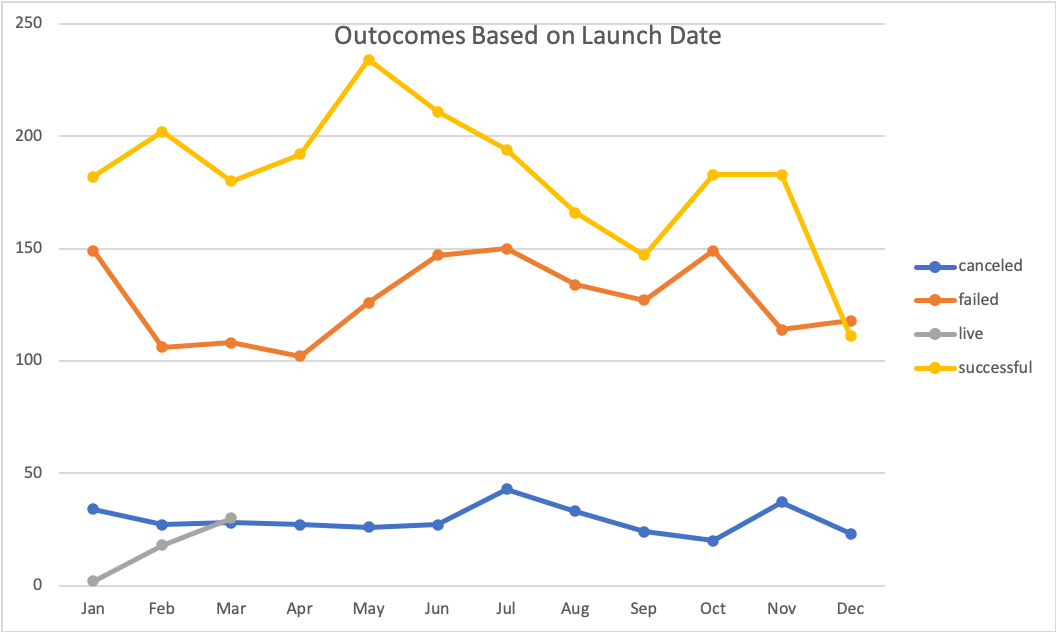 Outocomes Based on Launch Date
250
200
150
100
50
0
Jan Feb Mar Apr May Jun Jul Aug Sep Oct Nov Dec
canceled
failed
live
successful